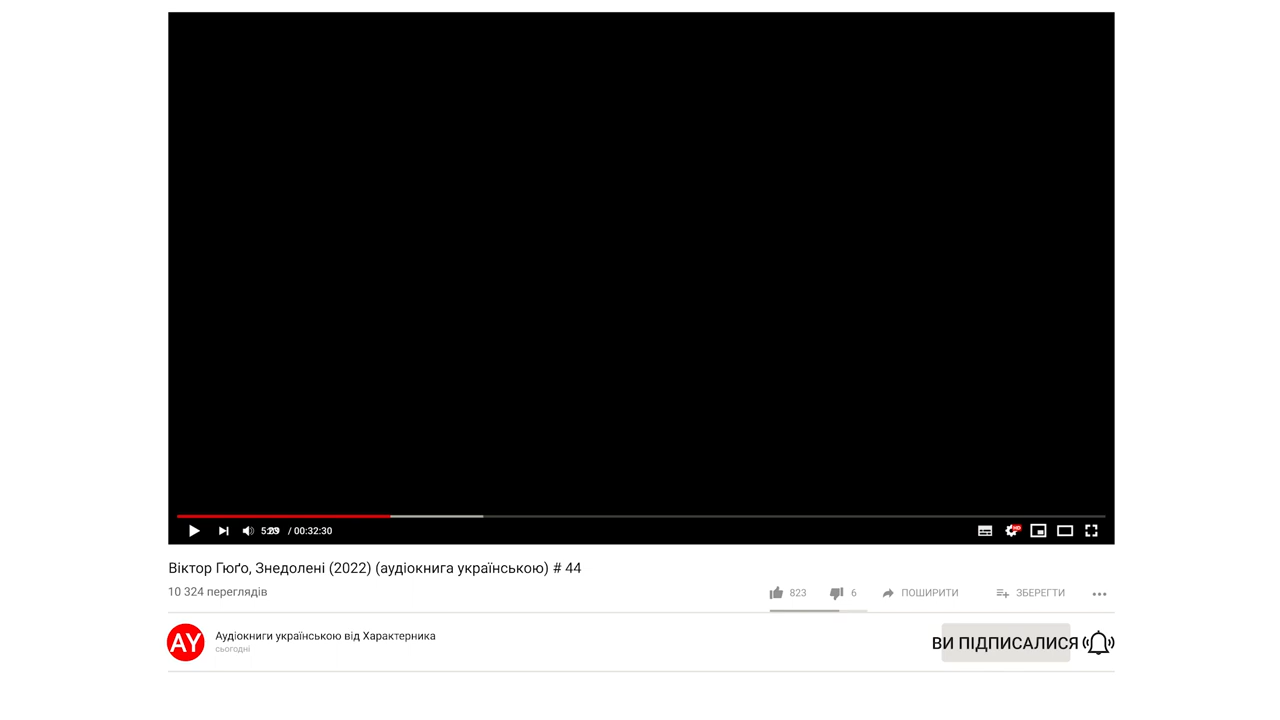 / 00:32:30
Віктор Гюґо, Знедолені (2022) (аудіокнига українською) # 44
10 324 переглядів
823
6
ПОШИРИТИ
ЗБЕРЕГТИ
АУ
Аудіокниги українською від Характерника
сьогодні
ВИ ПІДПИСАЛИСЯ